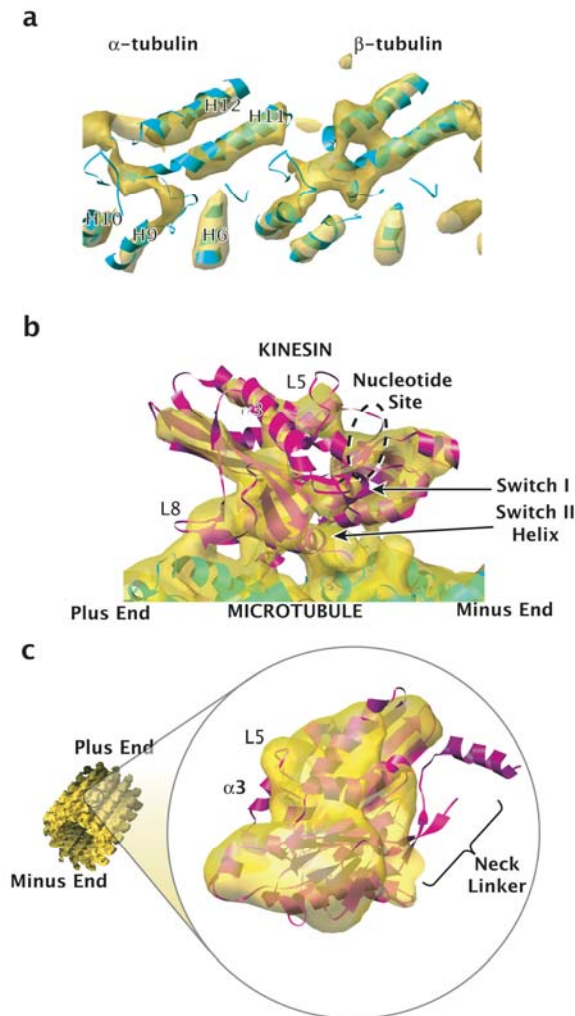 a
α-tubulin β-tubulin
H12
H11
H10
H9
H6
b
KINESIN
L5
Nucleotide
Site
α3
Switch I
L8
Switch II
Helix
Plus End
MICROTUBULE
Minus End
c
L5
Plus End
α3
Minus End
Neck
Linker